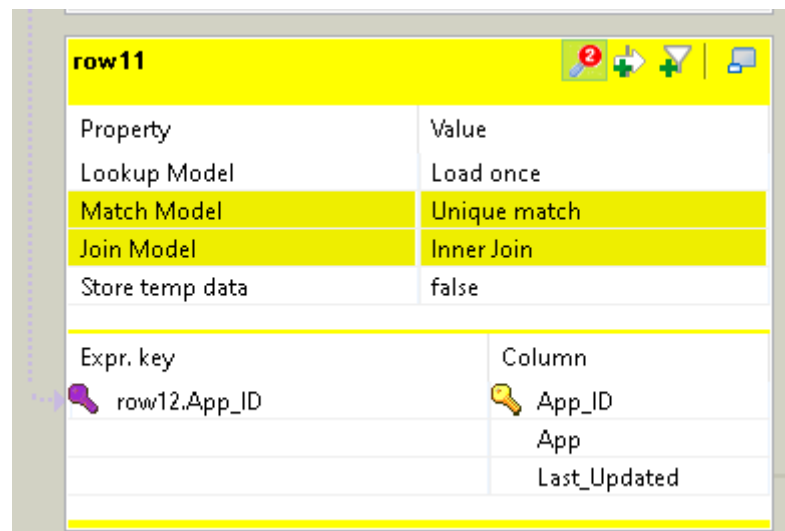 row11
2
Property Value
Lookup Model Load once
Match Model Unique match
Join Model Inner Join
Store temp data false
Expr. key Column
row12.App_ID App_ID
App
Last_Updated